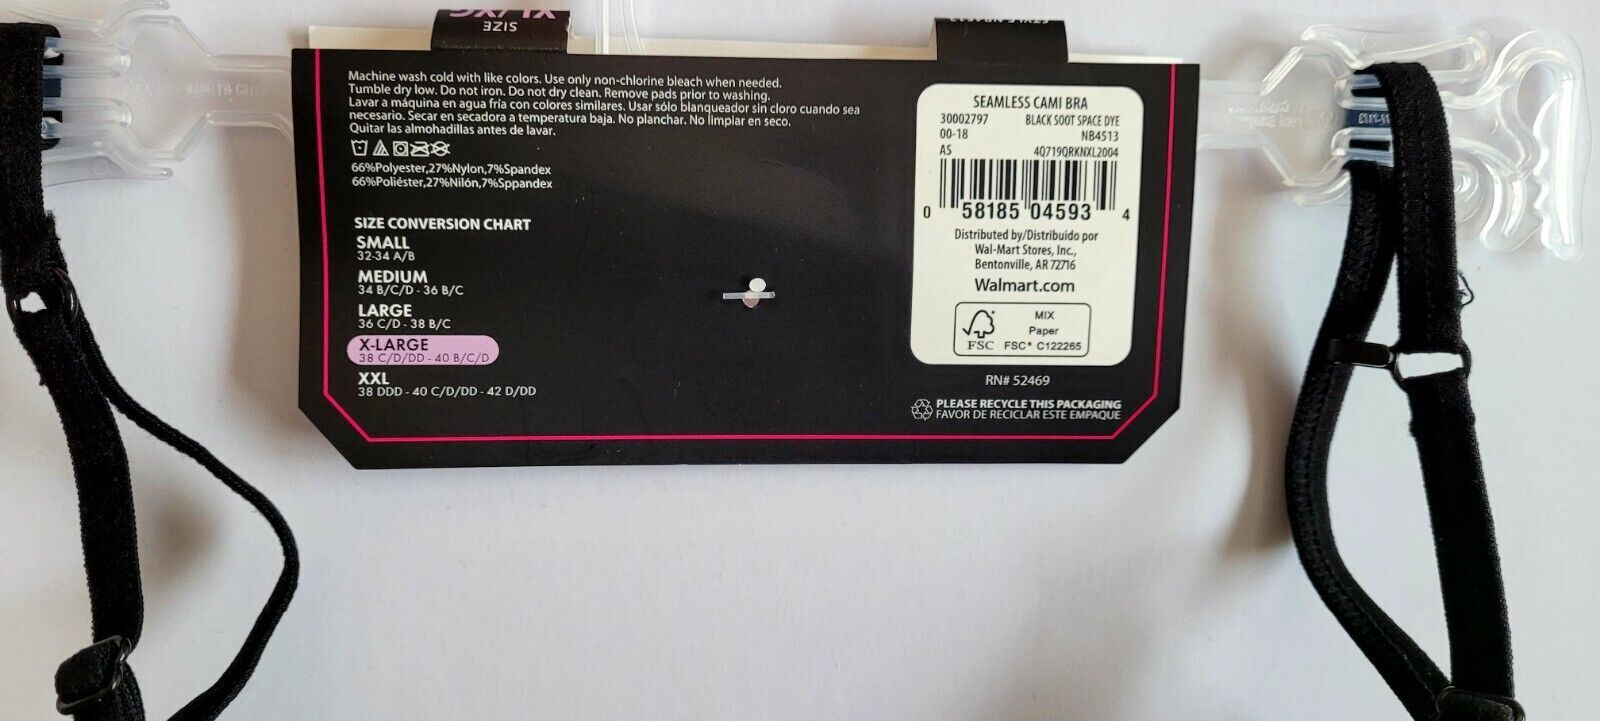 XL/XG
SIZE
Machine wash cold with like colors. Use only non-chlorine bleach when needed.
Tumble dry low. Do not iron. Do not dry clean. Remove pads prior to washing.
Lavar a máquina en agua fría con colores similares. Usar sólo blanqueador sin cloro cuando sea
necesario. Secar en secadora a temperatura baja. No planchar. No limpiar en seco.
Quitar las almohadillas antes de lavar.
66%Polyester,27%Nylon,7%Spandex
66%Poliéster,27%Nilón,7%Sppandex
SIZE CONVERSION CHART
SMALL
32-34 A/B
MEDIUM
34 B/C/D - 36 B/C
LARGE
36 C/D - 38 B/C
X-LARGE
38 C/D/DD - 40 B/C/D
XXL
38 DDD - 40 C/D/DD - 42 D/DD
SEAMLESS CAMI BRA
30002797 BLACK SOOT SPACE DYE
00-18 NB4513
AS 4Q719QRKNXL2004
0 58185 04593 4
Distributed by/Distribuido por
Wal-Mart Stores, Inc.,
Bentonville, AR 72716
Walmart.com
FSC
MIX
Paper
FSC® C122265
RN# 52469
PLEASE RECYCLE THIS PACKAGING
FAVOR DE RECICLAR ESTE EMPAQUE